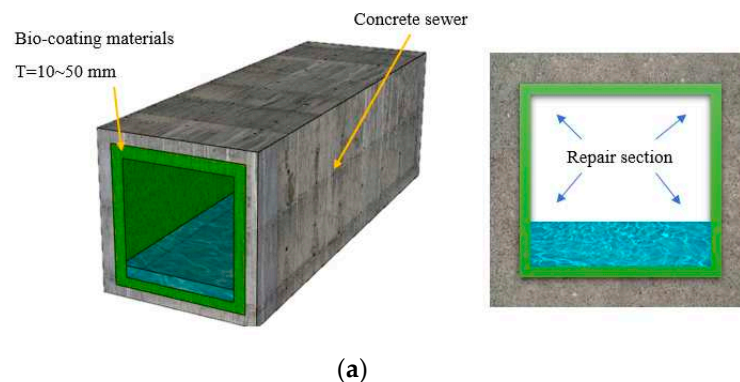 Concrete sewer
Bio-coating materials
T=10~50 mm
Repair section
(a)